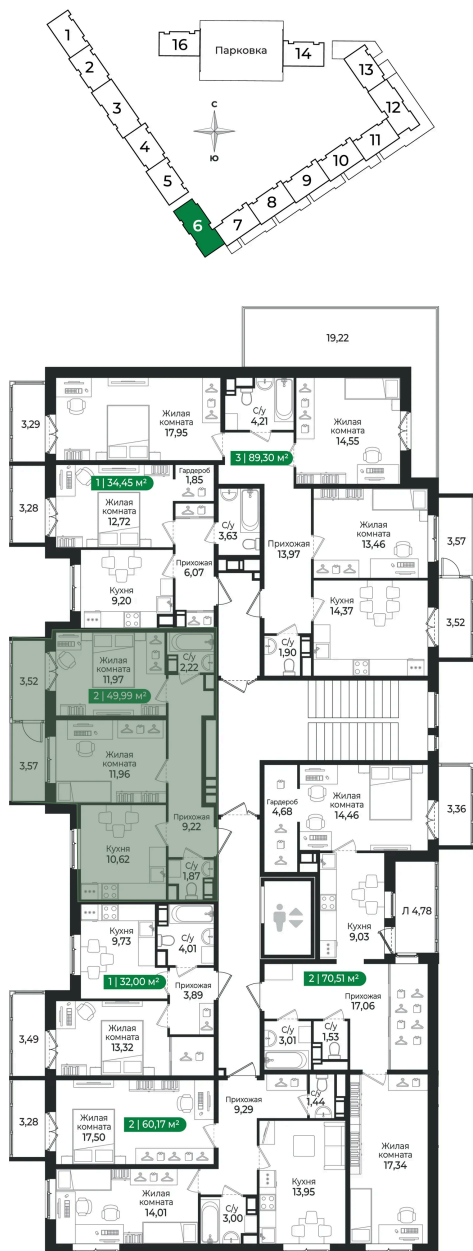 1
2
3
4
5
6
7
8
9
10
11
12
13
14
16
Парковка
С
Ю
19,22
3,29
Жилая
комната
17,95
С/у
4,21
Жилая
комната
14,55
3 | 89,30 м²
1 | 34,45 м²
Гардероб
1,85
3,28
Жилая
комната
12,72
С/у
3,63
Прихожая
13,97
Жилая
комната
13,46
3,57
Прихожая
6,07
Кухня
9,20
Кухня
14,37
3,52
С/у
1,90
3,52
Жилая
комната
11,97
С/у
2,22
2 | 49,99 м²
3,57
Жилая
комната
11,96
Гардероб
4,68
Жилая
комната
14,46
3,36
Прихожая
9,22
Кухня
10,62
С/у
1,87
Кухня
9,03
Л 4,78
Кухня
9,73
С/у
4,01
1 | 32,00 м²
Прихожая
3,89
2 | 70,51 м²
Прихожая
17,06
3,49
Жилая
комната
13,32
С/у
3,01
С/у
1,53
3,28
Жилая
комната
17,50
2 | 60,17 м²
Прихожая
9,29
С/у
1,44
Жилая
комната
17,34
Жилая
комната
14,01
С/у
3,00
Кухня
13,95